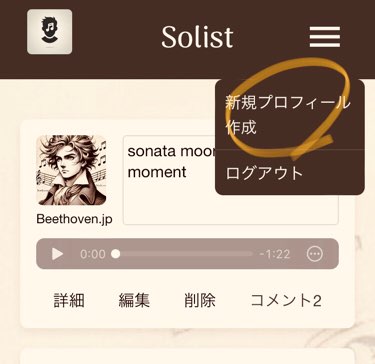 Solist
新規プロフィール
作成
ログアウト
sonata moon
moment
Beethoven.jp
0:00
-1:22
詳細 編集 削除 コメント2